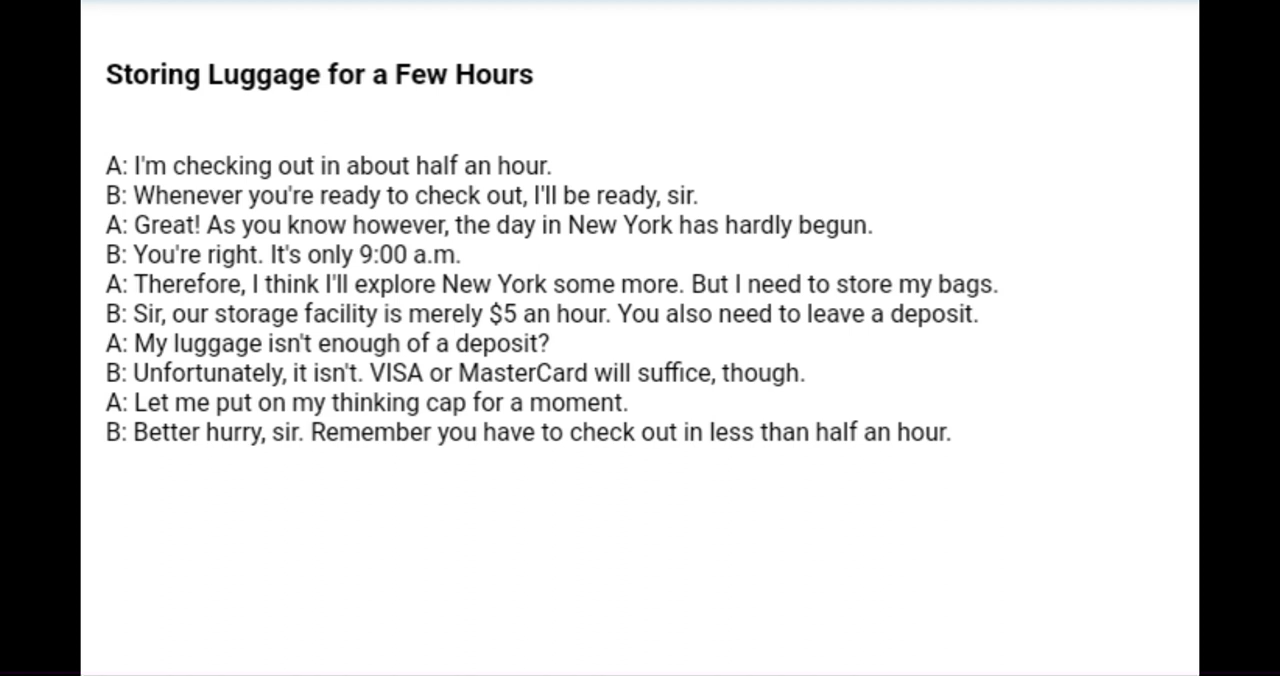 Storing Luggage for a Few Hours
A: I'm checking out in about half an hour.
B: Whenever you're ready to check out, I'll be ready, sir.
A: Great! As you know however, the day in New York has hardly begun.
B: You're right. It's only 9:00 a.m.
A: Therefore, I think I'll explore New York some more. But I need to store my bags.
B: Sir, our storage facility is merely $5 an hour. You also need to leave a deposit.
A: My luggage isn't enough of a deposit?
B: Unfortunately, it isn't. VISA or MasterCard will suffice, though.
A: Let me put on my thinking cap for a moment.
B: Better hurry, sir. Remember you have to check out in less than half an hour.